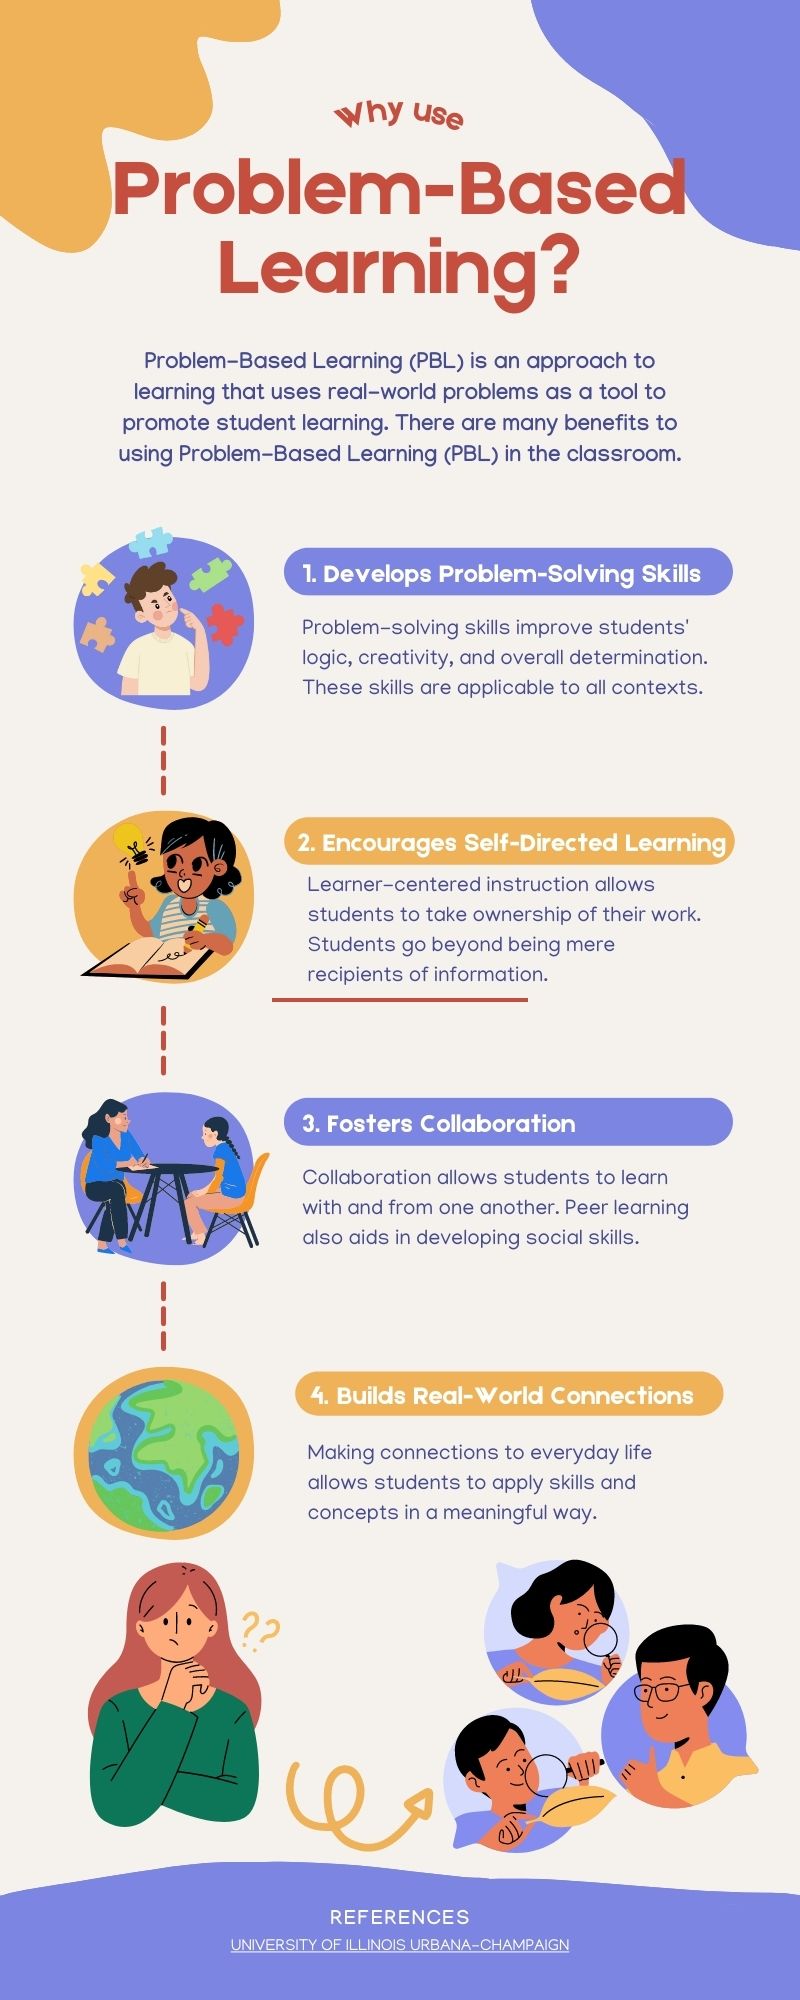 Why use
Problem-Based
Learning?
Problem-Based Learning (PBL) is an approach to
learning that uses real-world problems as a tool to
promote student learning. There are many benefits to
using Problem-Based Learning (PBL) in the classroom.
1. Develops Problem-Solving Skills
Problem-solving skills improve students'
logic, creativity, and overall determination.
These skills are applicable to all contexts.
2. Encourages Self-Directed Learning
Learner-centered instruction allows
students to take ownership of their work.
Students go beyond being mere
recipients of information.
3. Fosters Collaboration
Collaboration allows students to learn
with and from one another. Peer learning
also aids in developing social skills.
4. Builds Real-World Connections
Making connections to everyday life
allows students to apply skills and
concepts in a meaningful way.
??
REFERENCES
UNIVERSITY OF ILLINOIS URBANA-CHAMPAIGN